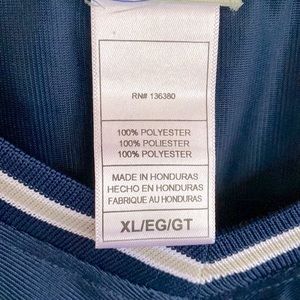 RN# 136380
100% POLYESTER
100% POLIESTER
100% POLYESTER
MADE IN HONDURAS
HECHO EN HONDURAS
FABRIQUE AU HONDURAS
XL/EG/GT